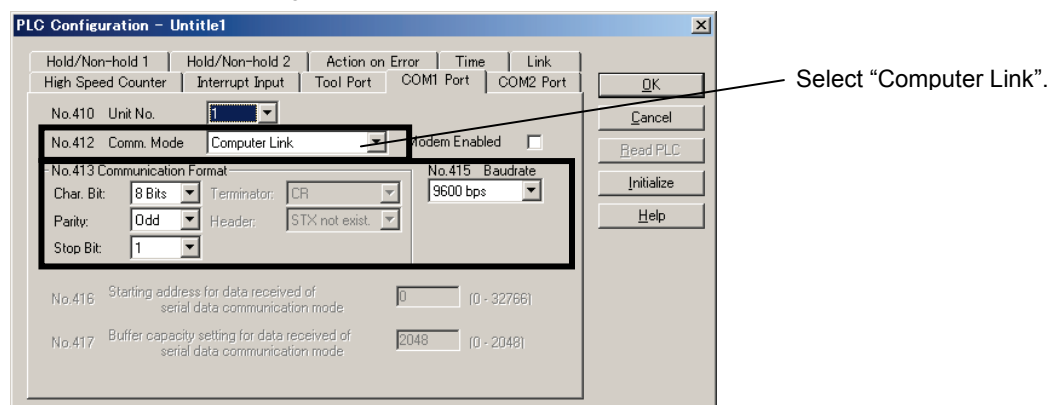 PLC Configuration - Untitle1
Hold/Non-hold 1 Hold/Non-hold 2 Action on Error Time Link
High Speed Counter Interrupt Input Tool Port COM1 Port COM2 Port
OK
Select “Computer Link”.
No.410 Unit No. 1
Cancel
No.412 Comm. Mode Computer Link Modem Enabled
Read PLC
No.413 Communication Format No.415 Baudrate
Char. Bit: 8 Bits Terminator: CR 9600 bps
Initialize
Parity: Odd Header: STX not exist.
Help
Stop Bit: 1
No.416 Starting address for data received of
serial data communication mode 0 (0 - 32766)
No.417 Buffer capacity setting for data received of
serial data communication mode 2048 (0 - 2048)